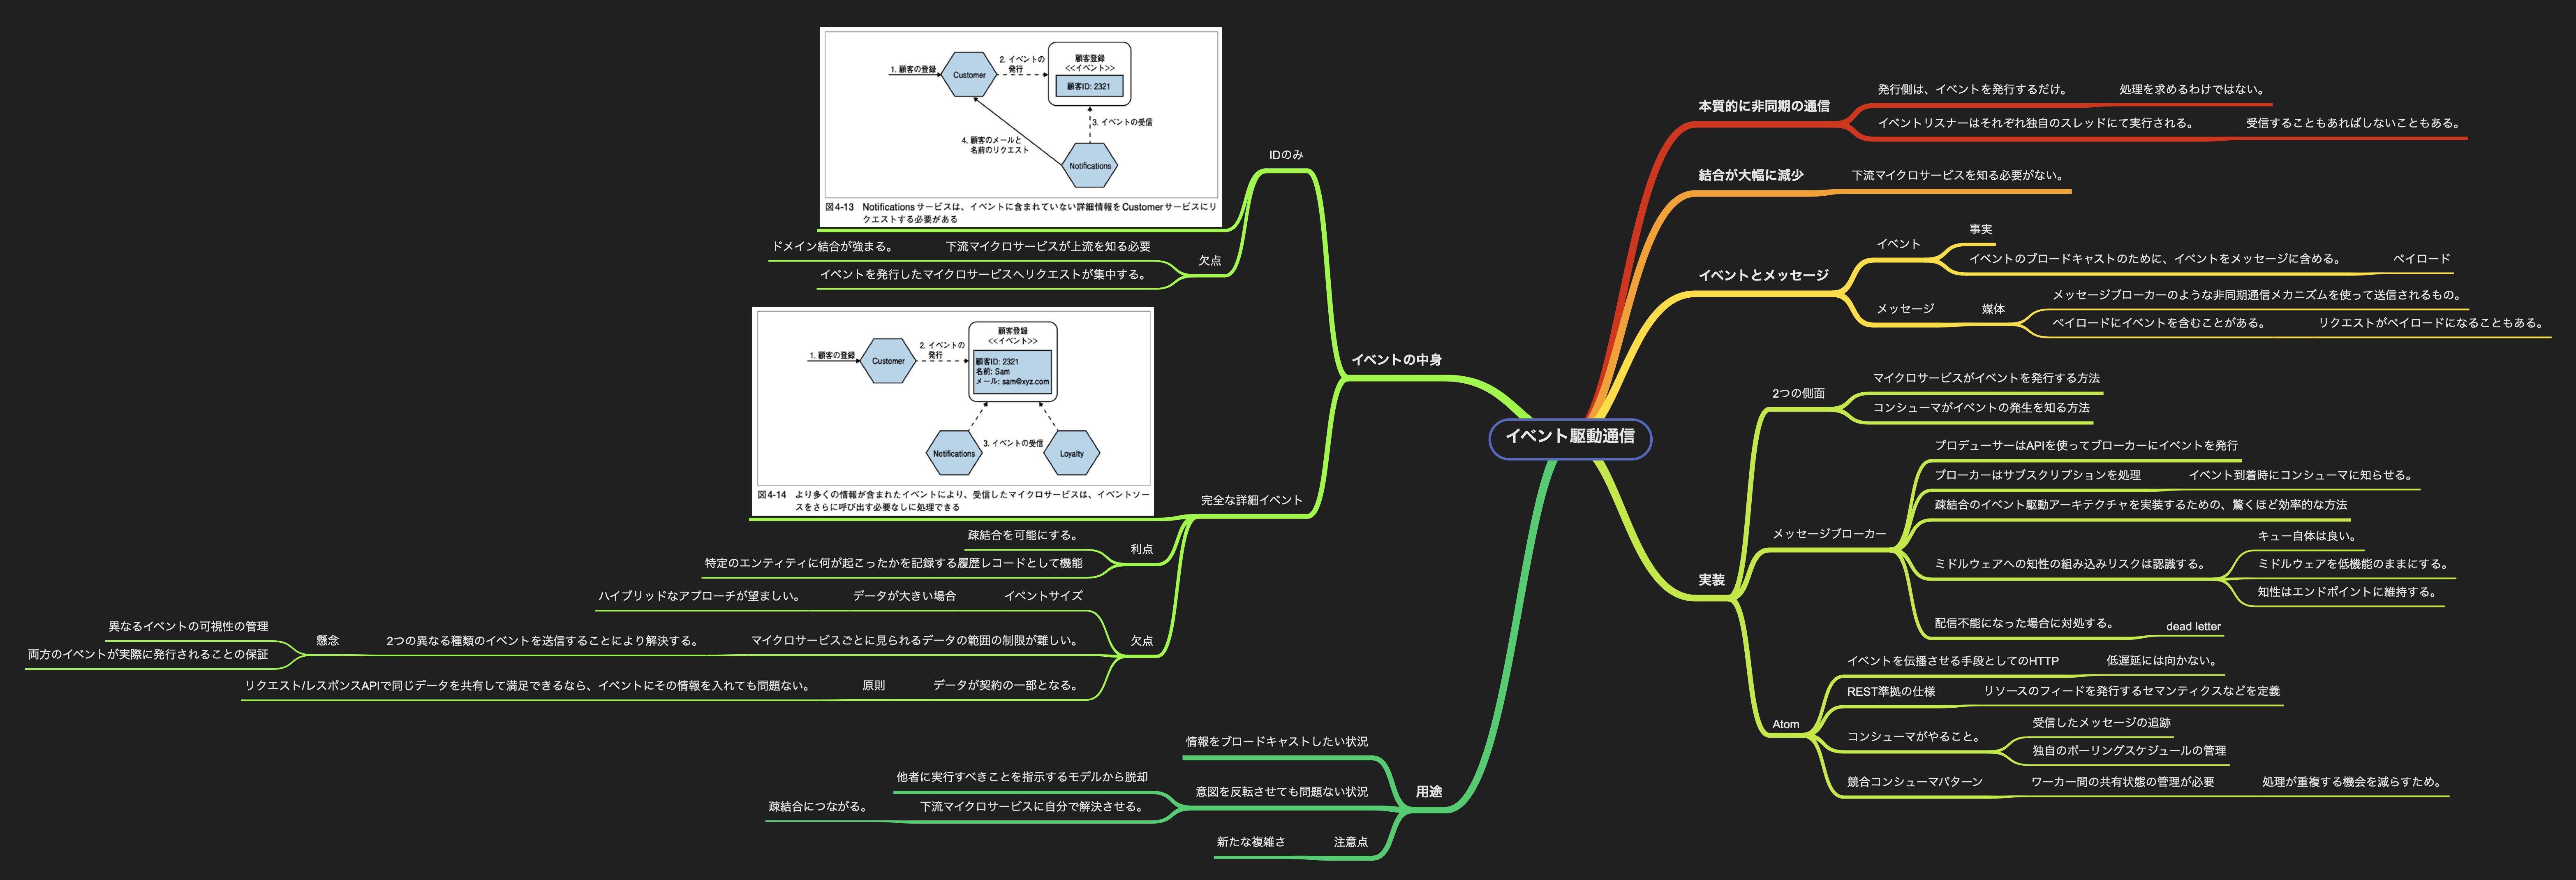 イベント駆動通信
本質的に非同期の通信
発行側は、イベントを発行するだけ。
処理を求めるわけではない。
イベントリスナーはそれぞれ独自のスレッドにて実行される。
受信することもあればしないこともある。
結合が大幅に減少
下流マイクロサービスを知る必要がない。
イベントとメッセージ
イベント
事実
イベントのブロードキャストのために、イベントをメッセージに含める。
ペイロード
メッセージ
媒体
メッセージブローカーのような非同期通信メカニズムを使って送信されるもの。
ペイロードにイベントを含むことがある。
リクエストがペイロードになることもある。
実装
2つの側面
マイクロサービスがイベントを発行する方法
コンシューマがイベントの発生を知る方法
メッセージブローカー
プロデューサーはAPIを使ってブローカーにイベントを発行
ブローカーはサブスクリプションを処理
イベント到着時にコンシューマに知らせる。
疎結合のイベント駆動アーキテクチャを実装するための、驚くほど効率的な方法
ミドルウェアへの知性の組み込みリスクは認識する。
キュー自体は良い。
ミドルウェアを低機能のままにする。
知性はエンドポイントに維持する。
配信不能になった場合に対処する。
dead letter
Atom
イベントを伝播させる手段としてのHTTP
低遅延には向かない。
REST準拠の仕様
リソースのフィードを発行するセマンティクスなどを定義
コンシューマがやること。
受信したメッセージの追跡
独自のポーリングスケジュールの管理
競合コンシューマパターン
ワーカー間の共有状態の管理が必要
処理が重複する機会を減らすため。
イベントの中身
IDのみ
1. 顧客の登録
Customer
2. イベントの
発行
顧客登録
<<イベント>>
顧客ID: 2321
3. イベントの受信
4. 顧客のメールと
名前のリクエスト
Notifications
図4-13 Notificationsサービスは、イベントに含まれていない詳細情報をCustomerサービスにリ
クエストする必要がある
欠点
下流マイクロサービスが上流を知る必要
ドメイン結合が強まる。
イベントを発行したマイクロサービスへリクエストが集中する。
完全な詳細イベント
1. 顧客の登録
Customer
2. イベントの
発行
顧客登録
<<イベント>>
顧客ID: 2321
名前: Sam
メール: sam@xyz.com
3. イベントの受信
Notifications
Loyalty
図4-14 より多くの情報が含まれたイベントにより、受信したマイクロサービスは、イベントソー
スをさらに呼び出す必要なしに処理できる
利点
疎結合を可能にする。
特定のエンティティに何が起こったかを記録する履歴レコードとして機能
欠点
イベントサイズ
データが大きい場合
ハイブリッドなアプローチが望ましい。
マイクロサービスごとに見られるデータの範囲の制限が難しい。
2つの異なる種類のイベントを送信することにより解決する。
懸念
異なるイベントの可視性の管理
両方のイベントが実際に発行されることの保証
データが契約の一部となる。
原則
リクエスト/レスポンスAPIで同じデータを共有して満足できるなら、イベントにその情報を入れても問題ない。
用途
情報をブロードキャストしたい状況
意図を反転させても問題ない状況
他者に実行すべきことを指示するモデルから脱却
下流マイクロサービスに自分で解決させる。
疎結合につながる。
注意点
新たな複雑さ